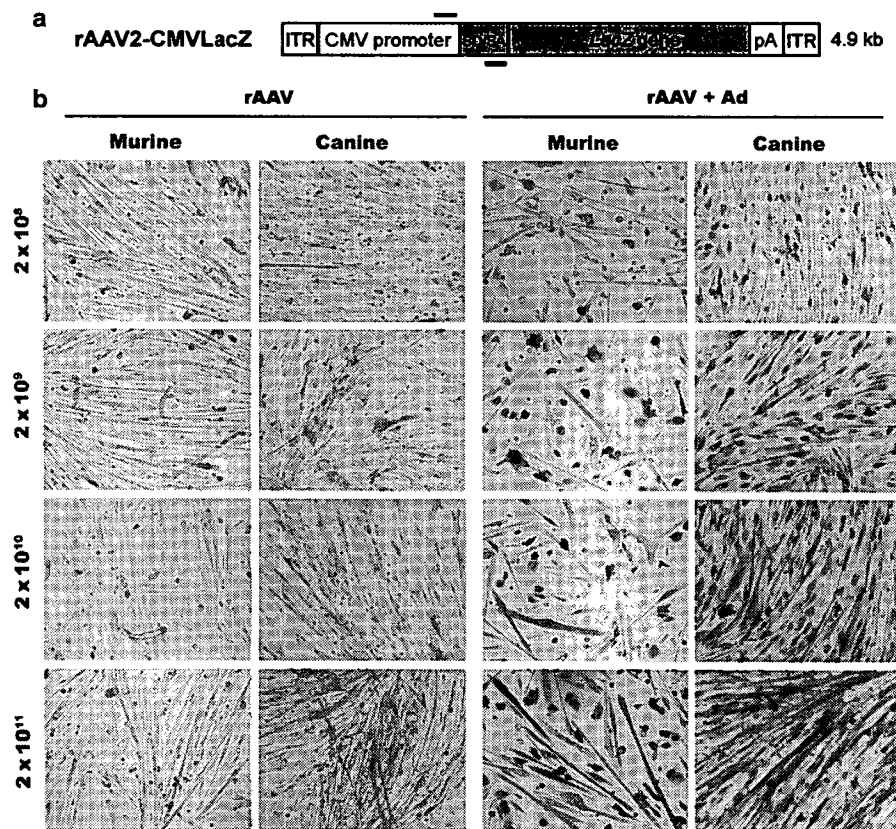 a
rAAV2-CMVLacZ
ITR CMV promoter pA ITR 4.9 kb
b
rAAV rAAV + Ad
Murine Canine Murine Canine
2 x 10⁸
2 x 10⁹
2 x 10¹⁰
2 x 10¹¹